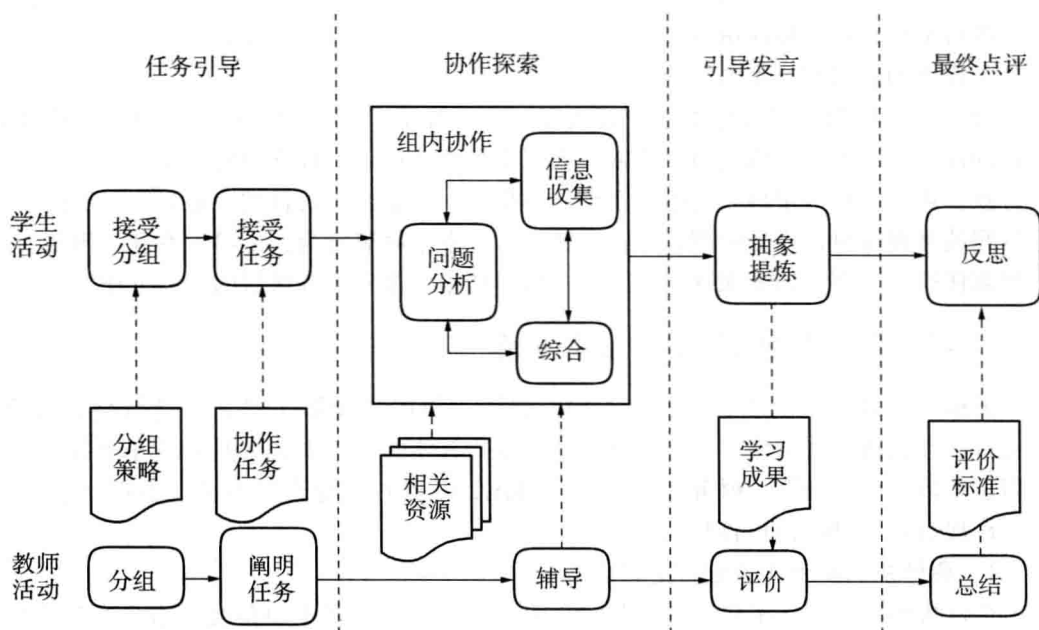 任务引导
协作探索
引导发言
最终点评
学生
活动
接受
分组
接受
任务
组内协作
信息
收集
问题
分析
综合
抽象
提炼
反思
分组
策略
协作
任务
相关
资源
学习
成果
评价
标准
教师
活动
分组
阐明
任务
辅导
评价
总结